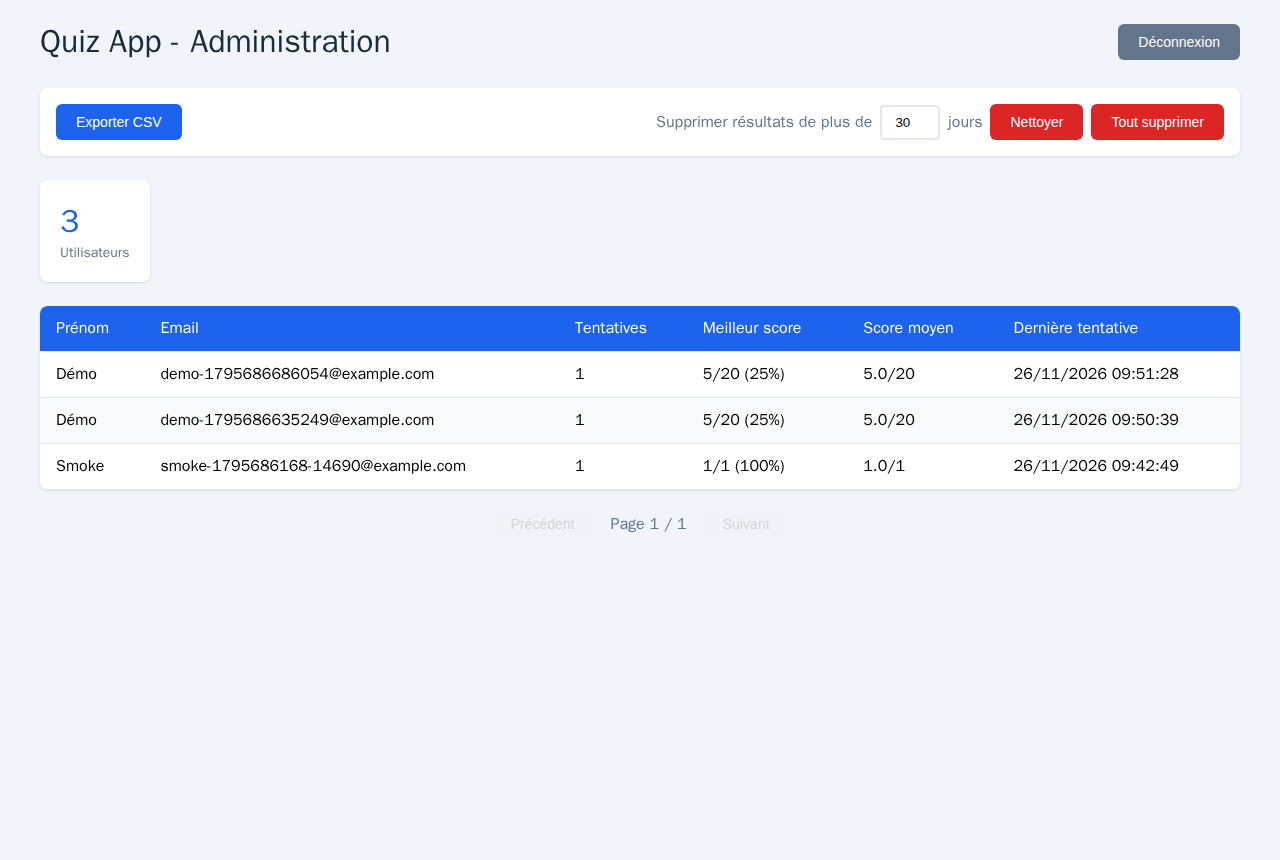 Quiz App - Administration
Déconnexion
Exporter CSV
Supprimer résultats de plus de 30 jours Nettoyer Tout supprimer
3
Utilisateurs
Prénom Email Tentatives Meilleur score Score moyen Dernière tentative
Démo demo-1795686686054@example.com 1 5/20 (25%) 5.0/20 26/11/2026 09:51:28
Démo demo-1795686635249@example.com 1 5/20 (25%) 5.0/20 26/11/2026 09:50:39
Smoke smoke-1795686168-14690@example.com 1 1/1 (100%) 1.0/1 26/11/2026 09:42:49
Précédent Page 1 / 1 Suivant